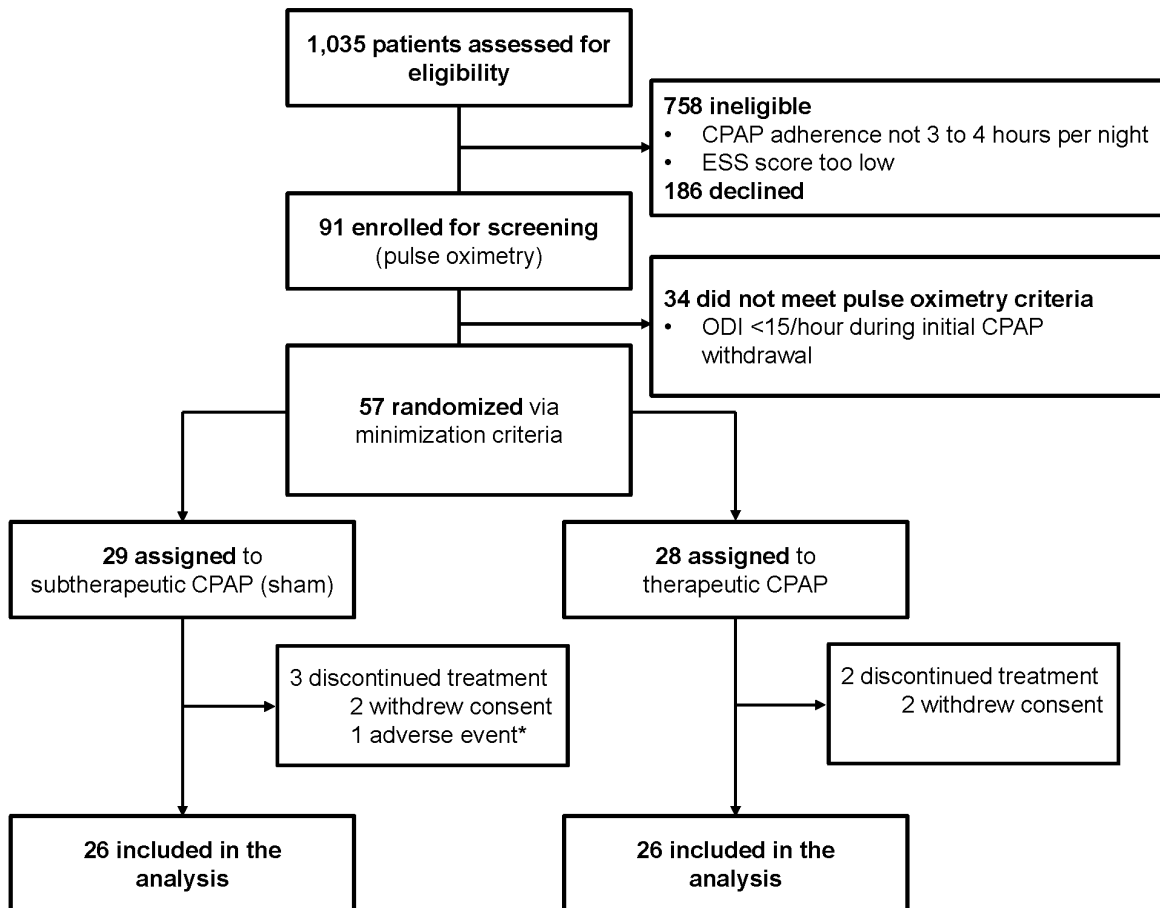 1,035 patients assessed for
eligibility
758 ineligible
• CPAP adherence not 3 to 4 hours per night
• ESS score too low
186 declined
91 enrolled for screening
(pulse oximetry)
34 did not meet pulse oximetry criteria
• ODI <15/hour during initial CPAP
withdrawal
57 randomized via
minimization criteria
29 assigned to
subtherapeutic CPAP (sham)
28 assigned to
therapeutic CPAP
3 discontinued treatment
2 withdrew consent
1 adverse event*
2 discontinued treatment
2 withdrew consent
26 included in the
analysis
26 included in the
analysis